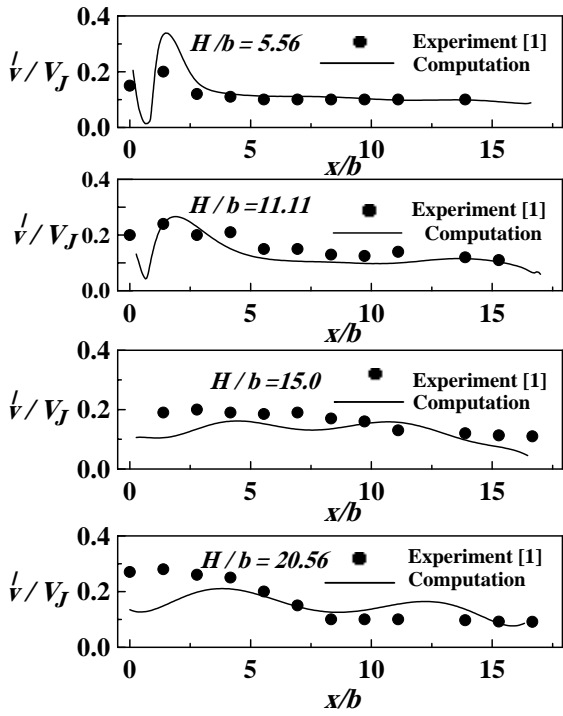 0.4
H / b = 5.56
Experiment [1]
Computation
0.2
v / / V_J
0.0
0 5 10 15
x/b
0.4
H / b =11.11
Experiment [1]
Computation
0.2
v / / V_J
0.0
0 5 10 15
x/b
0.4
H / b =15.0
Experiment [1]
Computation
0.2
v / / V_J
0.0
0 5 10 15
x/b
0.4
H / b = 20.56
Experiment [1]
Computation
0.2
v / / V_J
0.0
0 5 10 15
x/b